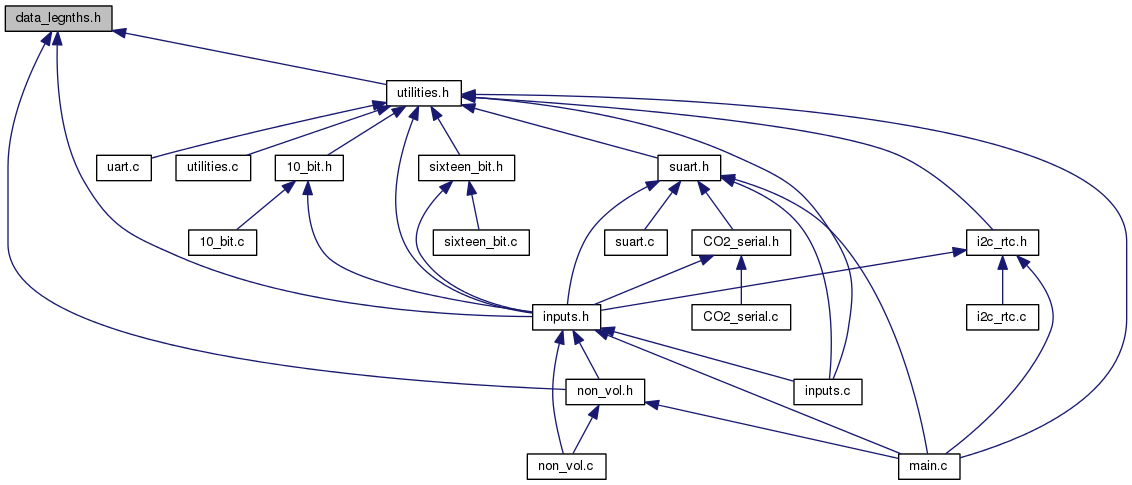 data_legnths.h
utilities.h
uart.c
utilities.c
10_bit.h
sixteen_bit.h
suart.h
10_bit.c
sixteen_bit.c
suart.c
CO2_serial.h
i2c_rtc.h
inputs.h
CO2_serial.c
i2c_rtc.c
non_vol.h
inputs.c
non_vol.c
main.c